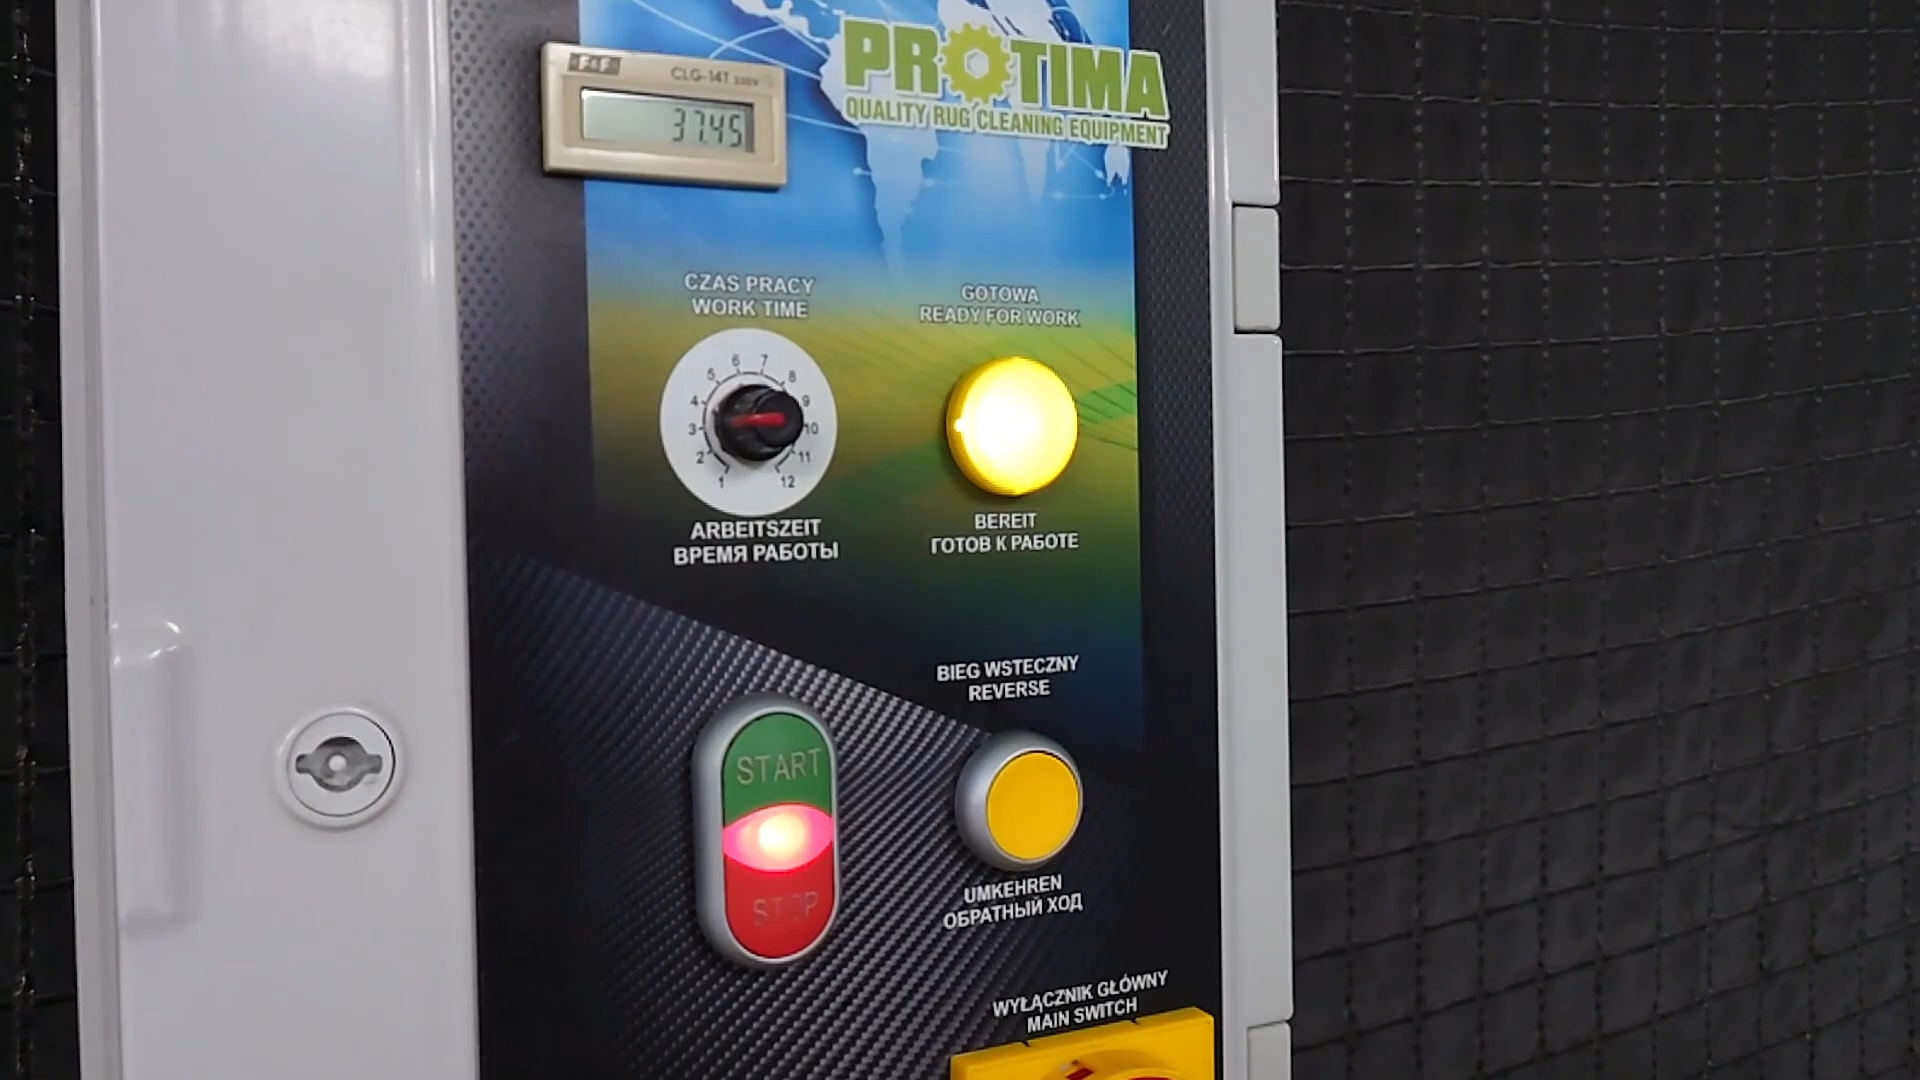 F&F
CLG-14T 230V
3745
PROTIMA
QUALITY RUG CLEANING EQUIPMENT
CZAS PRACY
WORK TIME
1 2 3 4 5 6 7 8 9 10 11 12
ARBEITSZEIT
ВРЕМЯ РАБОТЫ
GOTOWA
READY FOR WORK
BEREIT
ГОТОВ К РАБОТЕ
START
STOP
BIEG WSTECZNY
REVERSE
UMKEHREN
ОБРАТНЫЙ ХОД
WYŁĄCZNIK GŁÓWNY
MAIN SWITCH